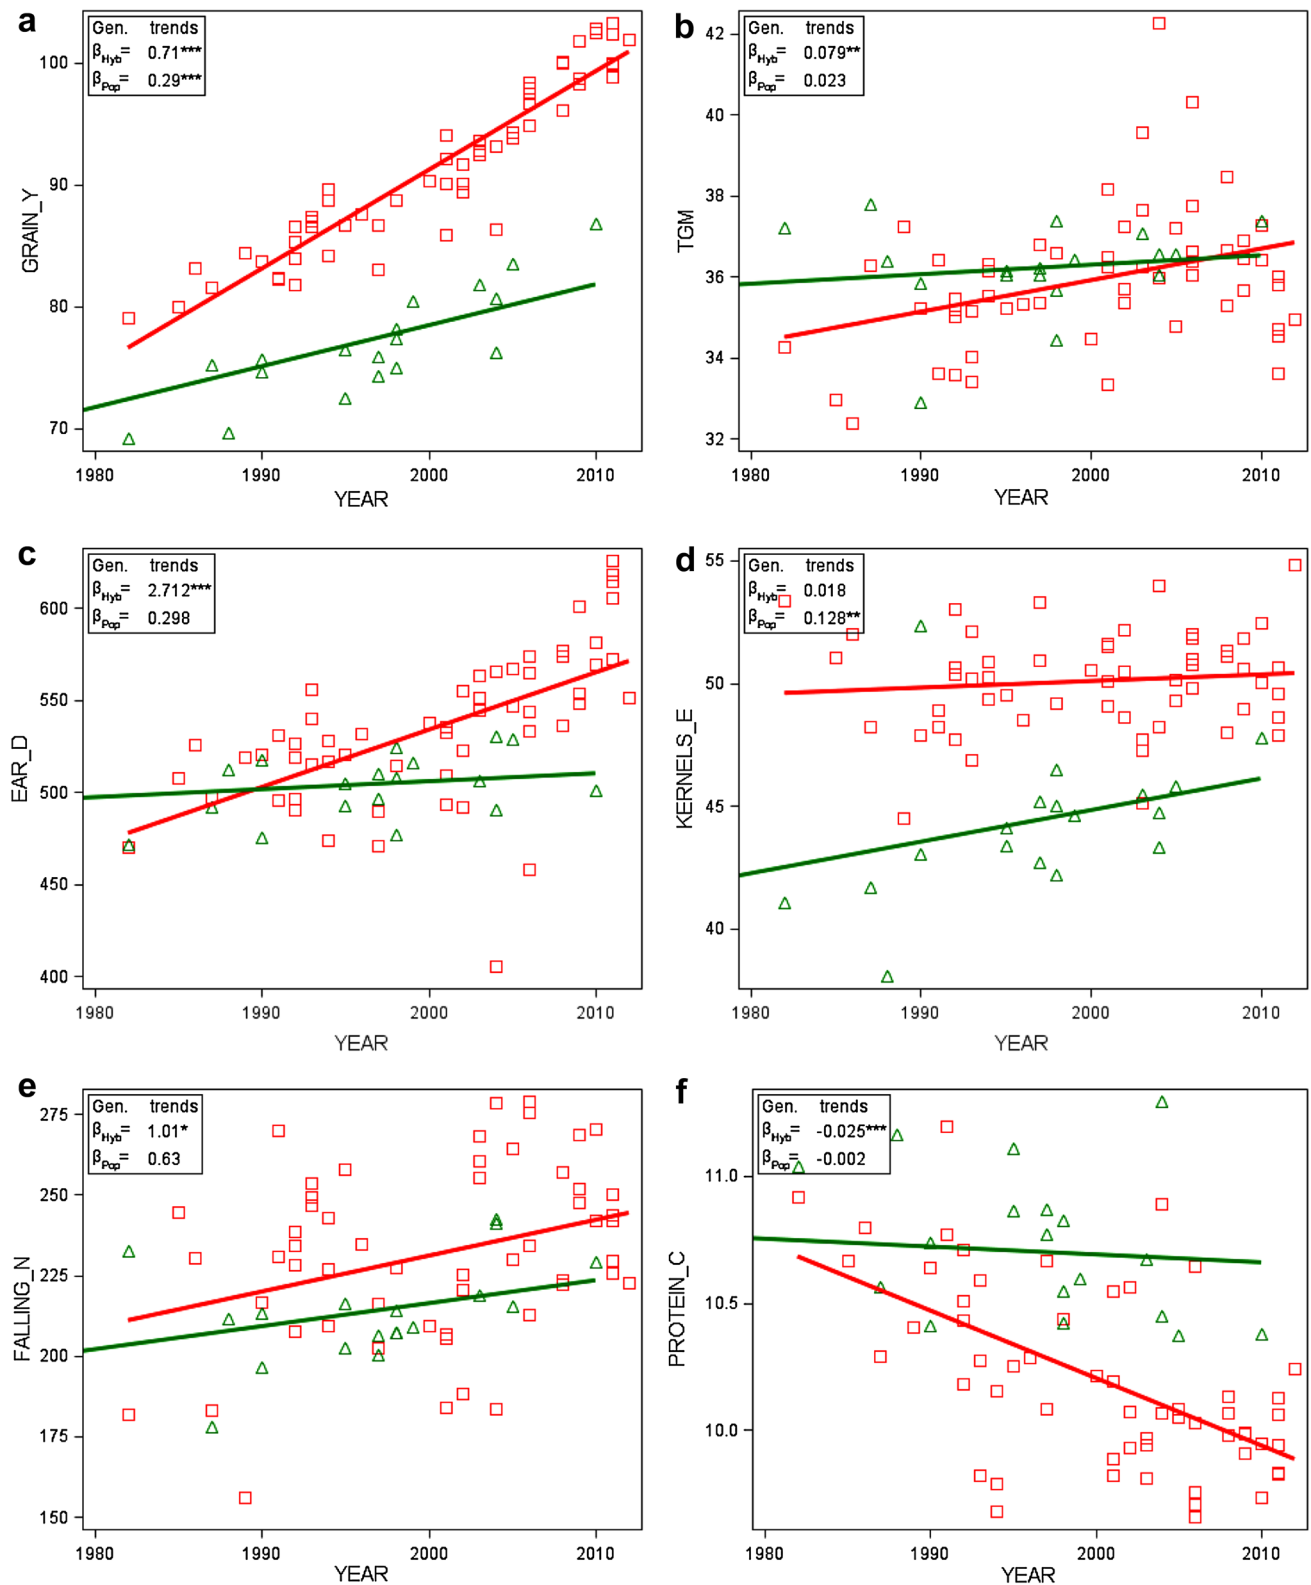 a
Gen. trends
βHyb= 0.71***
βPop= 0.29***
100
90
80
70
GRAIN_Y
1980 1990 2000 2010
YEAR
b
Gen. trends
βHyb= 0.079**
βPop= 0.023
42
40
38
36
34
32
TGM
1980 1990 2000 2010
YEAR
c
Gen. trends
βHyb= 2.712***
βPop= 0.298
600
550
500
450
400
EAR_D
1980 1990 2000 2010
YEAR
d
Gen. trends
βHyb= 0.018
βPop= 0.128**
55
50
45
40
KERNELS_E
1980 1990 2000 2010
YEAR
e
Gen. trends
βHyb= 1.01*
βPop= 0.63
275
250
225
200
175
150
FALLING_N
1980 1990 2000 2010
YEAR
f
Gen. trends
βHyb= -0.025***
βPop= -0.002
11.0
10.5
10.0
PROTEIN_C
1980 1990 2000 2010
YEAR